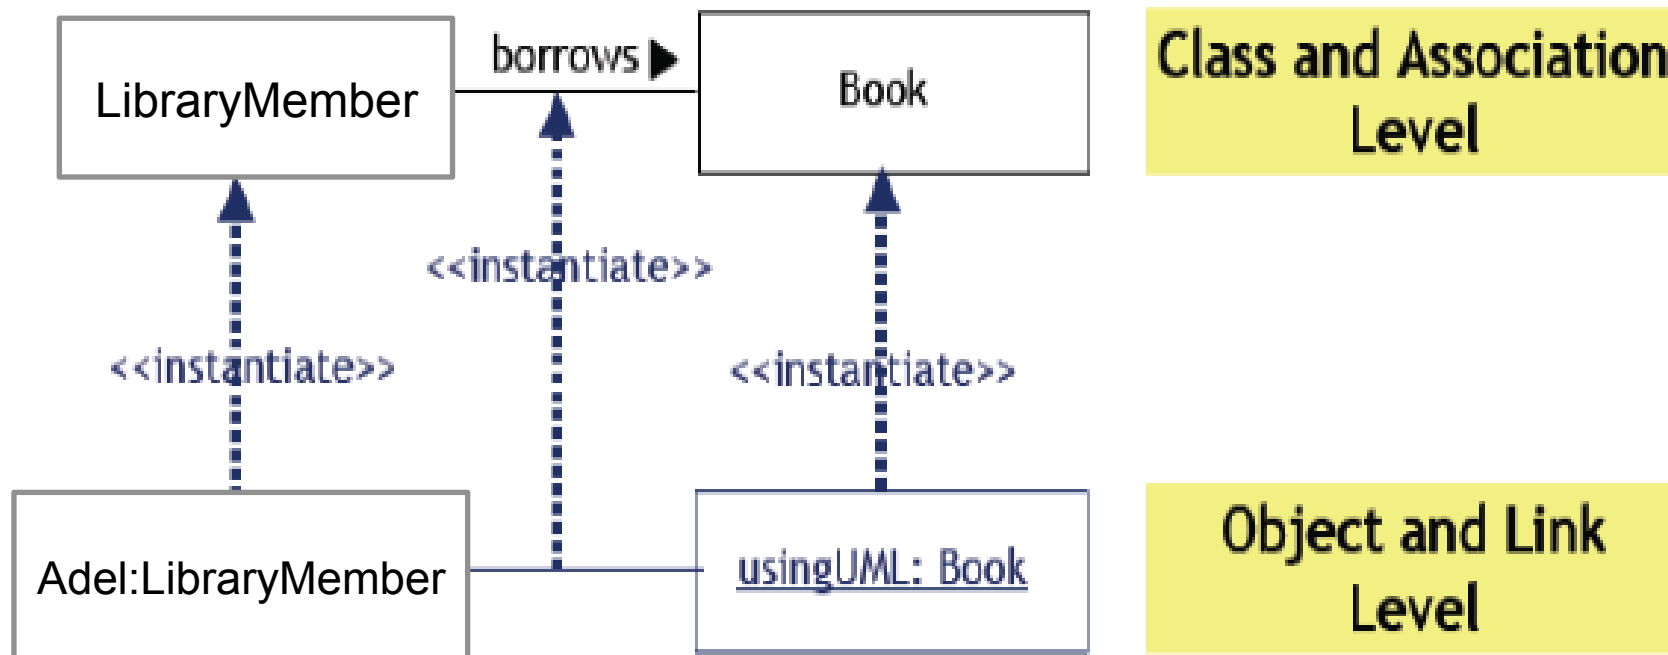 borrows ▶
LibraryMember
Book
Class and Association
Level
<<instantiate>>
<<instantiate>>
<<instantiate>>
Adel:LibraryMember
usingUML: Book
Object and Link
Level